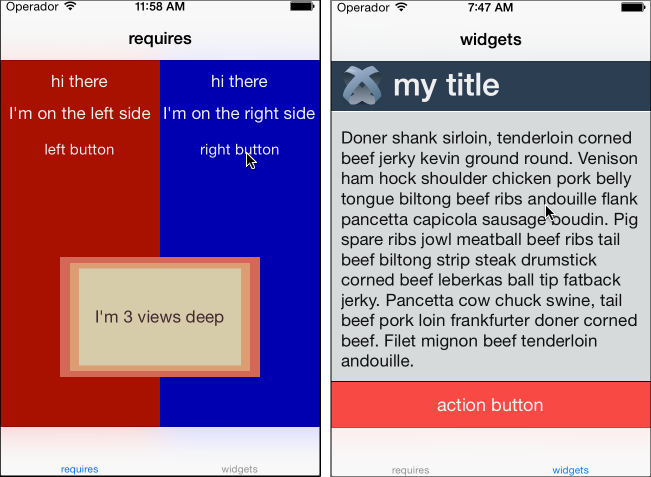 Operador 11:58 AM
requires
hi there
I'm on the left side
left button
hi there
I'm on the right side
right button
I'm 3 views deep
requires widgets
Operador 7:47 AM
widgets
my title
Doner shank sirloin, tenderloin corned
beef jerky kevin ground round. Venison
ham hock shoulder chicken pork belly
tongue biltong beef ribs andouille flank
pancetta capicola sausage boudin. Pig
spare ribs jowl meatball beef ribs tail
beef biltong strip steak drumstick
corned beef leberkas ball tip fatback
jerky. Pancetta cow chuck swine, tail
beef pork loin frankfurter doner corned
beef. Filet mignon beef tenderloin
andouille.
action button
requires widgets